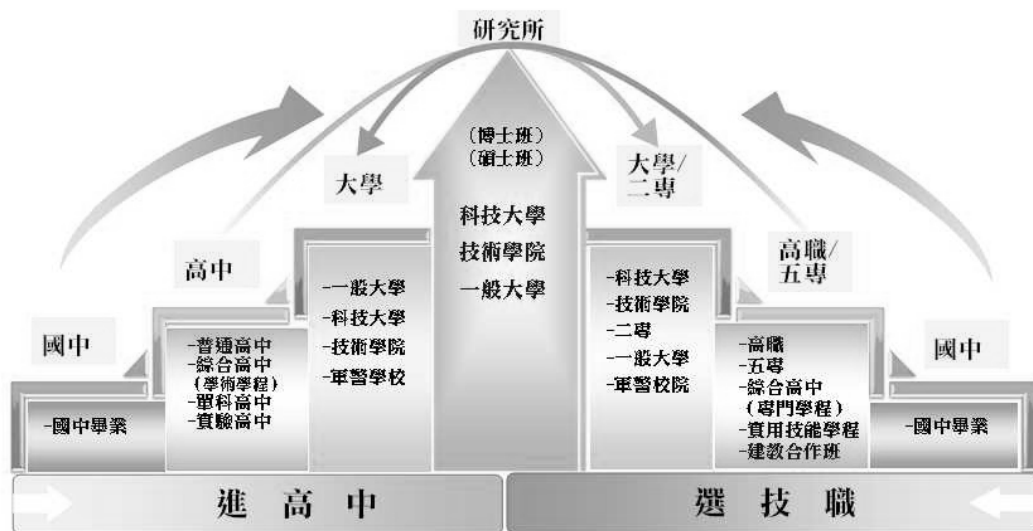 研究所
(博士班)
(碩士班)
科技大學
技術學院
一般大學
大學
-一般大學
-科技大學
-技術學院
-軍警學校
高中
-普通高中
-綜合高中
(學術學程)
-單科高中
-實驗高中
國中
-國中畢業
進高中
大學/
二專
-科技大學
-技術學院
-二專
-一般大學
-軍警校院
高職/
五專
-高職
-五專
-綜合高中
(專門學程)
-實用技能學程
-建教合作班
國中
-國中畢業
選技職